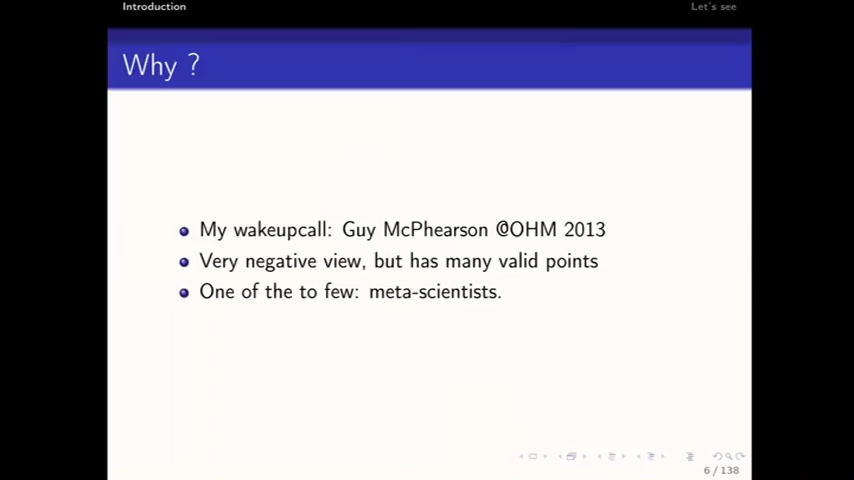 Introduction
Let's see
Why ?
My wakeupcall: Guy McPhearson @OHM 2013
Very negative view, but has many valid points
One of the to few: meta-scientists.
6 / 138